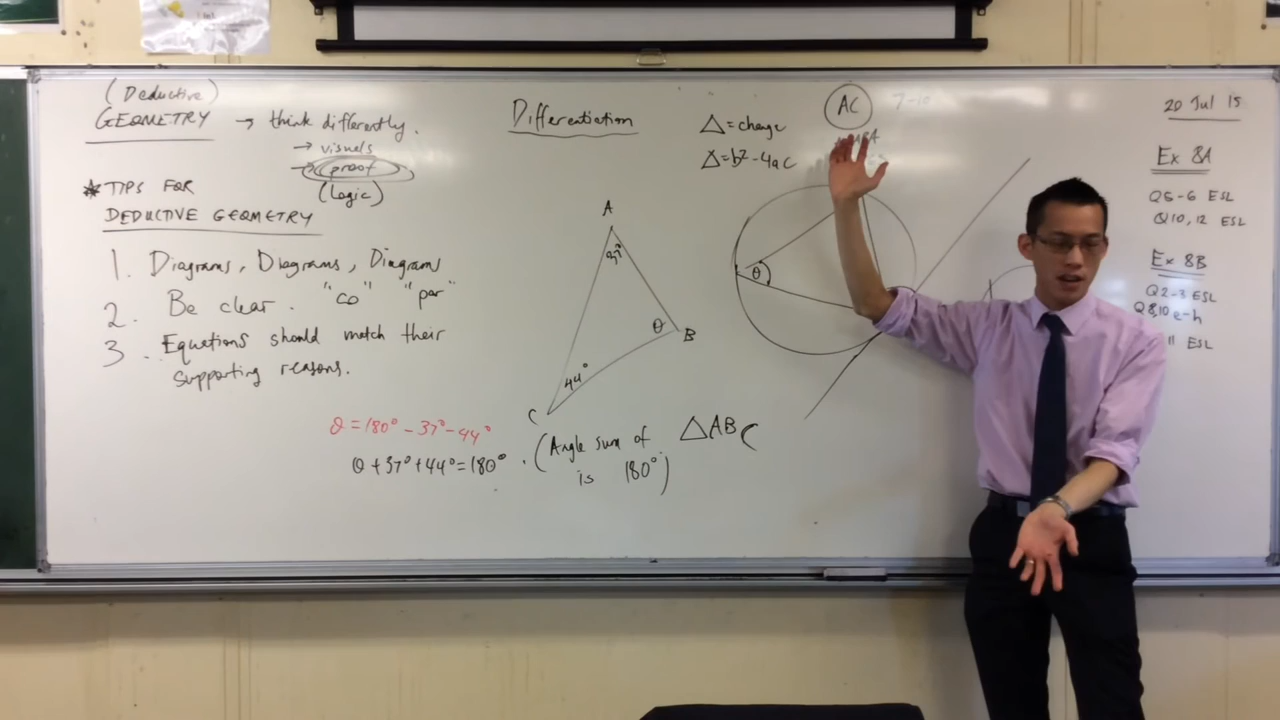 (Deductive)
GEOMETRY → think differently.
→ visuals
→ proof
(Logic)
* TIPS FOR
DEDUCTIVE GEOMETRY
1. Diagrams, Diagrams, Diagrams
2. Be clear. "co" "par"
3. Equations should match their
supporting reasons.
Differentiation
△ = change
△ = b² - 4ac
A
37°
θ
B
44°
C
θ = 180° - 37° - 44°
θ + 37° + 44° = 180°. (Angle sum of △ABC
is 180°)
AC
7-10
θ
20 Jul 15
Ex 8A
Q5-6 ESL
Q10, 12 ESL
Ex 8B
Q2-3 ESL
Q8,10 e-h
ESL